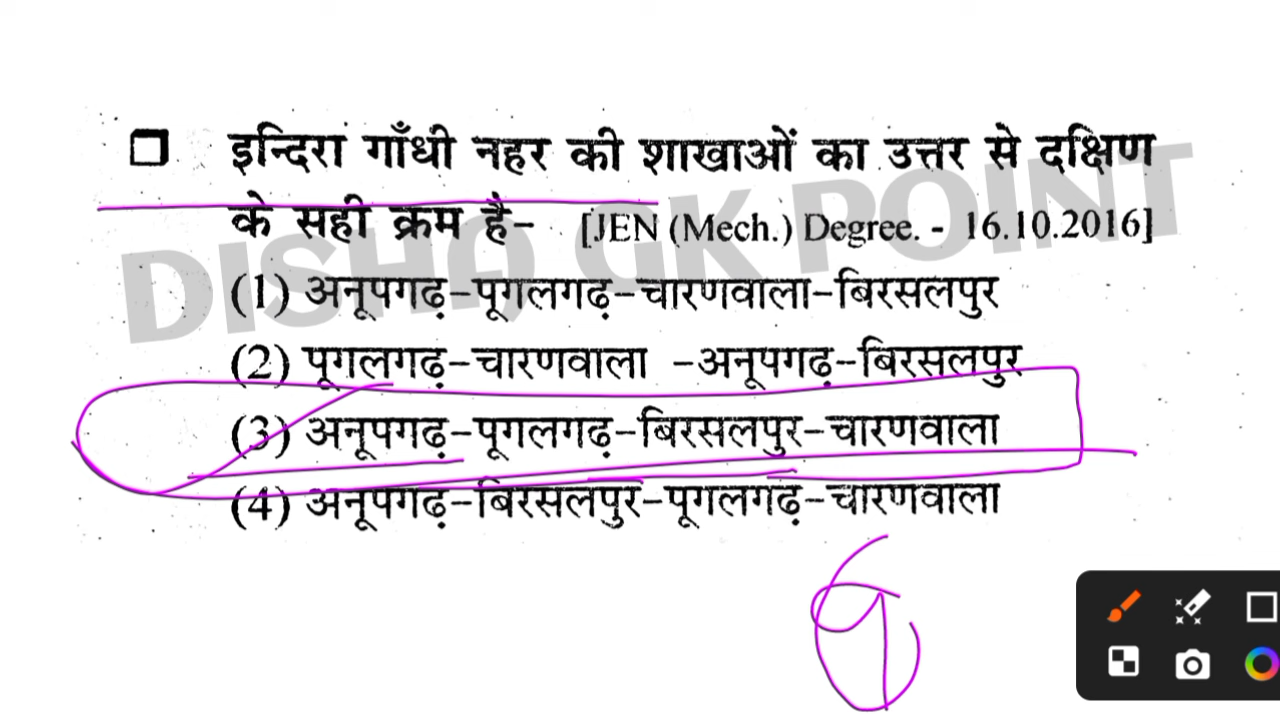 इन्दिरा गाँधी नहर की शाखाओं का उत्तर से दक्षिण
के सही क्रम है- [JEN (Mech.) Degree. - 16.10.2016]
DISHA GK POINT
(1) अनूपगढ़-पूगलगढ़-चारणवाला-बिरसलपुर
(2) पूगलगढ़-चारणवाला -अनूपगढ़-बिरसलपुर
(3) अनूपगढ़-पूगलगढ़-बिरसलपुर-चारणवाला
(4) अनूपगढ़-बिरसलपुर-पूगलगढ़-चारणवाला
9